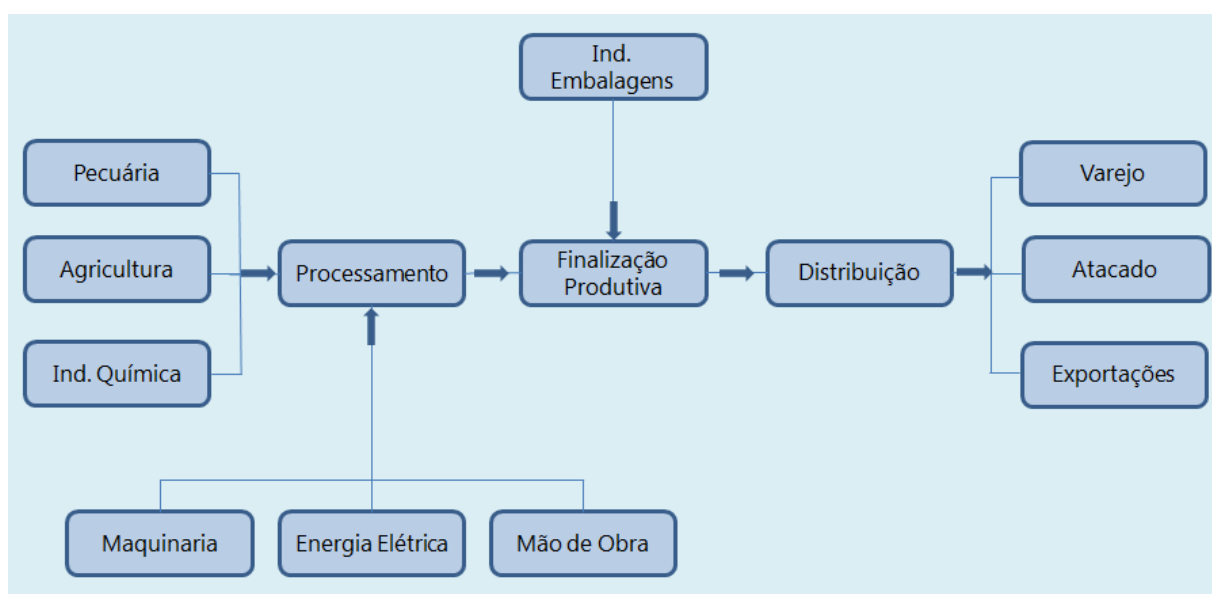 Ind.
Embalagens
Pecuária
Varejo
Agricultura
Processamento
Finalização
Produtiva
Distribuição
Atacado
Ind. Química
Exportações
Maquinaria
Energia Elétrica
Mão de Obra